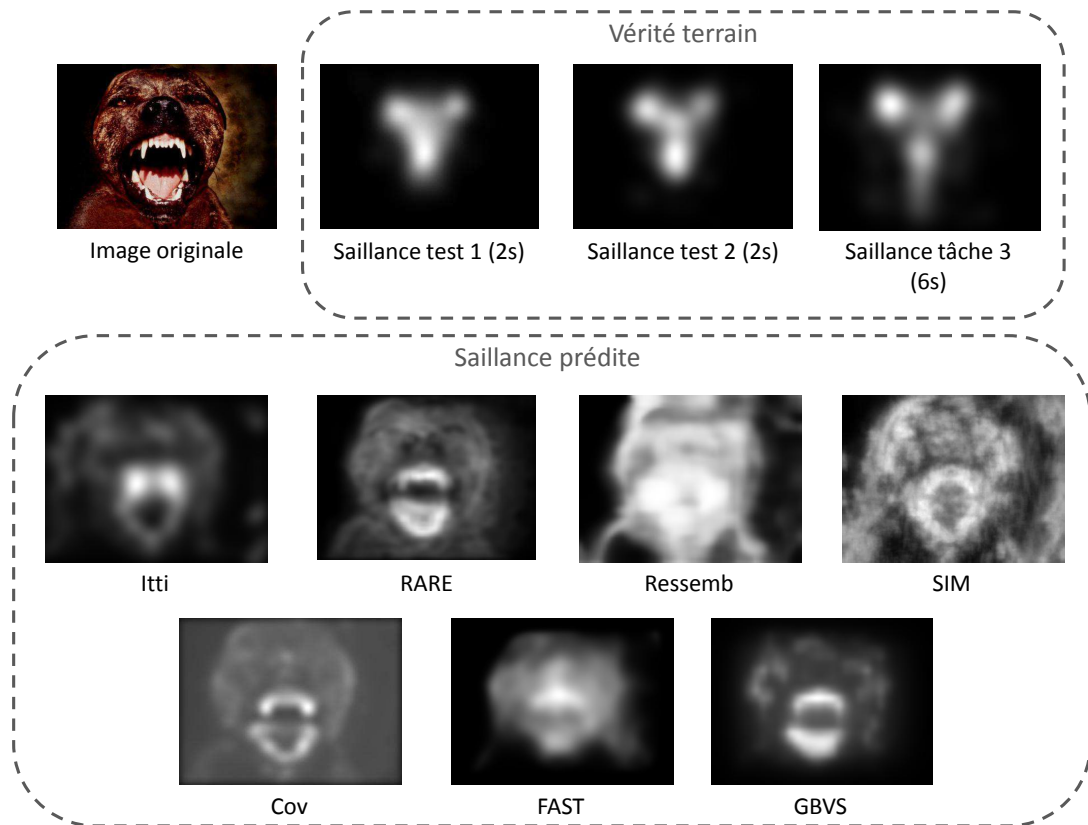 Vérité terrain
Image originale
Saillance test 1 (2s)
Saillance test 2 (2s)
Saillance tâche 3
(6s)
Saillance prédite
Itti
RARE
Ressemb
SIM
Cov
FAST
GBVS